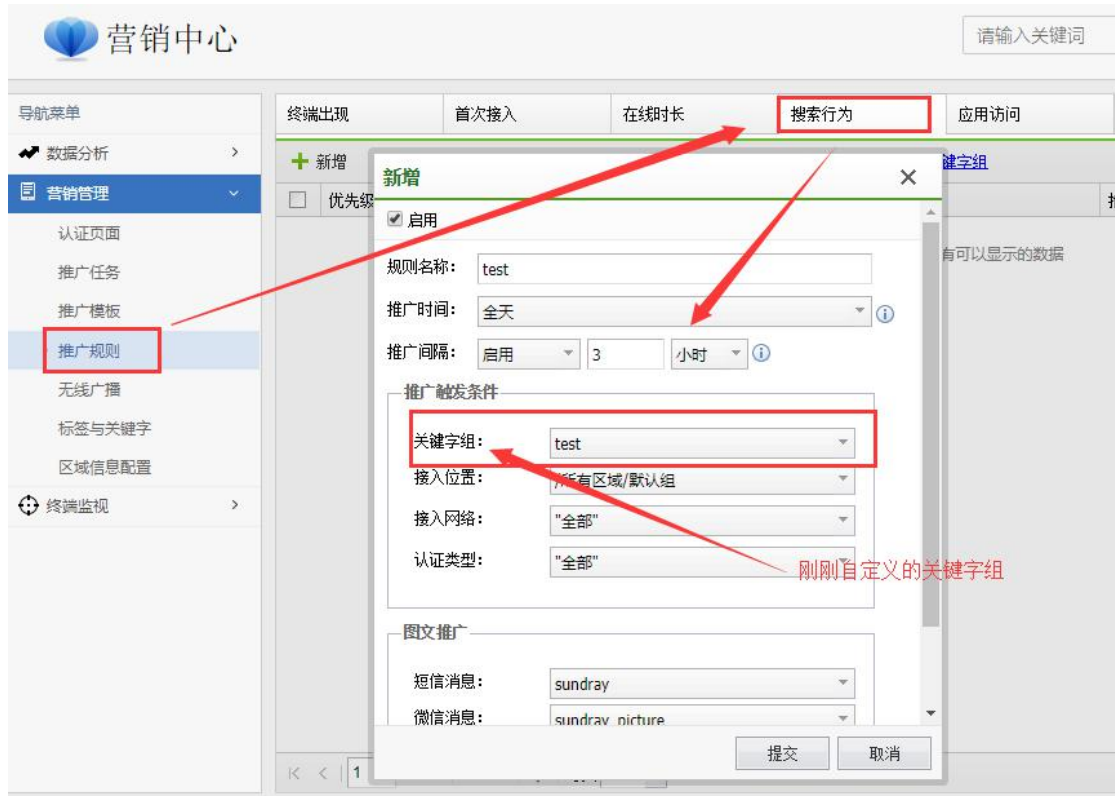 营销中心
请输入关键词
导航菜单
终端出现 首次接入 在线时长 搜索行为 应用访问
数据分析
新增 键字组
新增
营销管理
优先级 推
启用
认证页面
有可以显示的数据
规则名称: test
推广任务
推广模板
推广时间: 全天
推广规则
推广间隔: 启用 3 小时
无线广播
推广触发条件
标签与关键字
关键字组: test
区域信息配置
接入位置: /所有区域/默认组
终端监视
接入网络: "全部"
认证类型: "全部"
刚刚自定义的关键字组
图文推广
短信消息: sundray
微信消息: sundray_picture
提交 取消
1